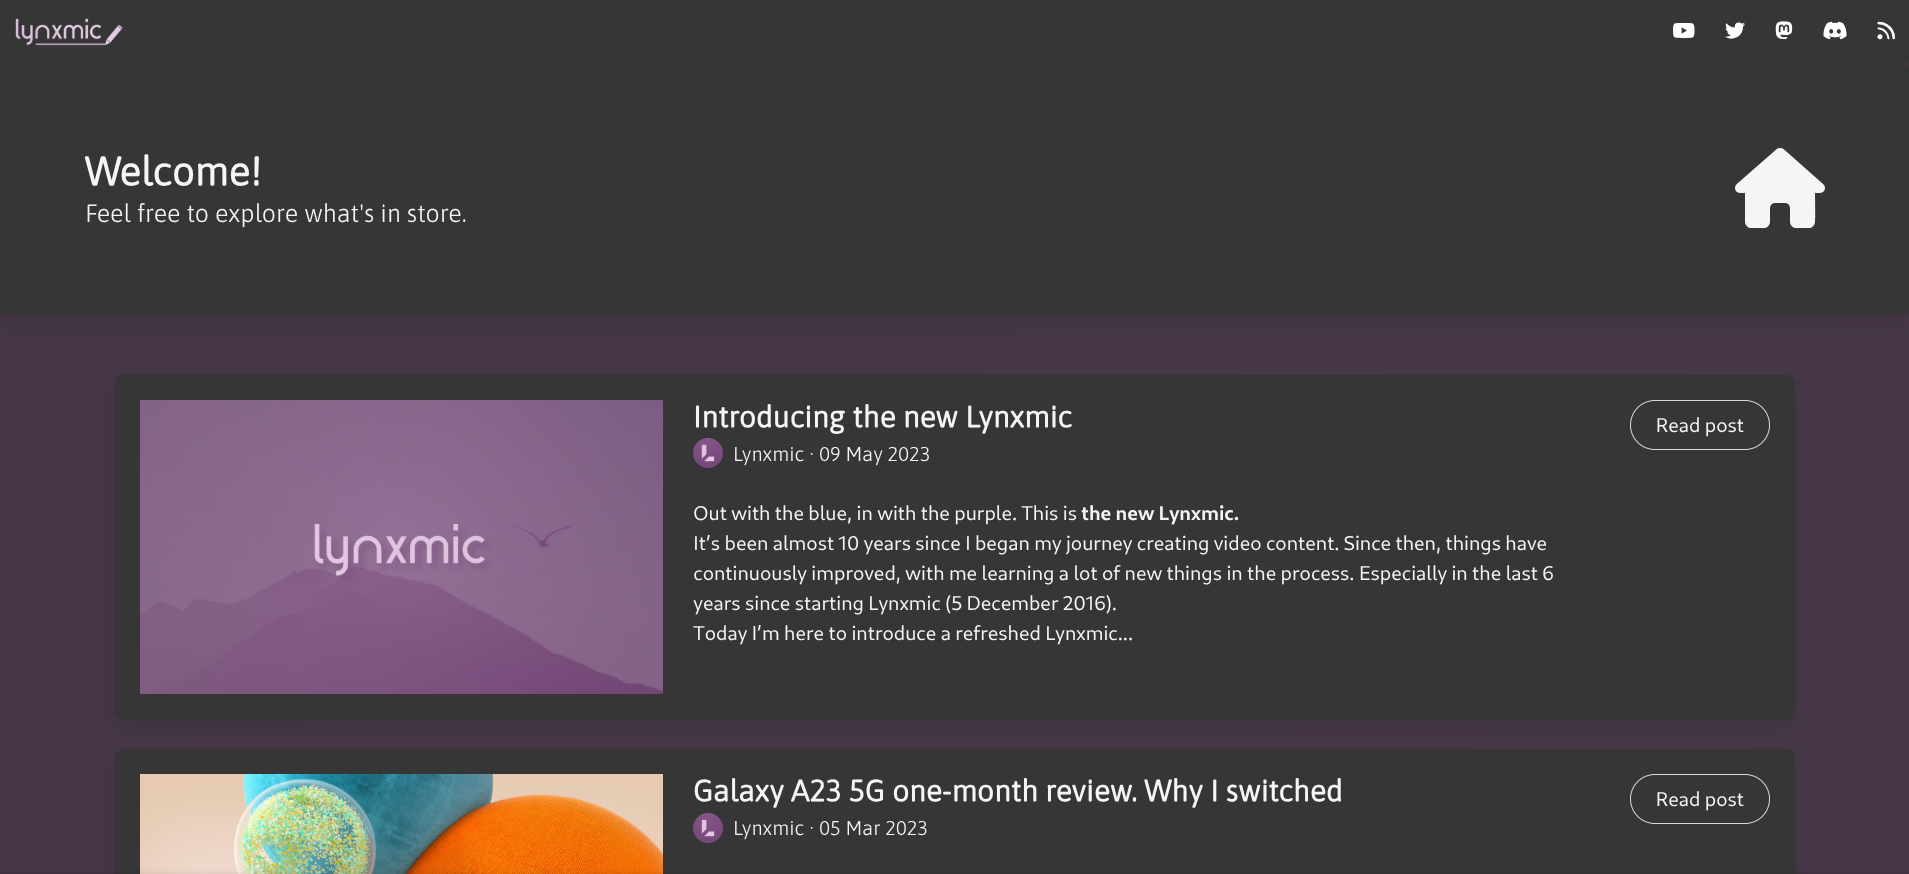 lynxmic
Welcome!
Feel free to explore what's in store.
lynxmic
Introducing the new Lynxmic
Lynxmic · 09 May 2023
Read post
Out with the blue, in with the purple. This is the new Lynxmic.
It’s been almost 10 years since I began my journey creating video content. Since then, things have
continuously improved, with me learning a lot of new things in the process. Especially in the last 6
years since starting Lynxmic (5 December 2016).
Today I’m here to introduce a refreshed Lynxmic...
Galaxy A23 5G one-month review. Why I switched
Lynxmic · 05 Mar 2023
Read post